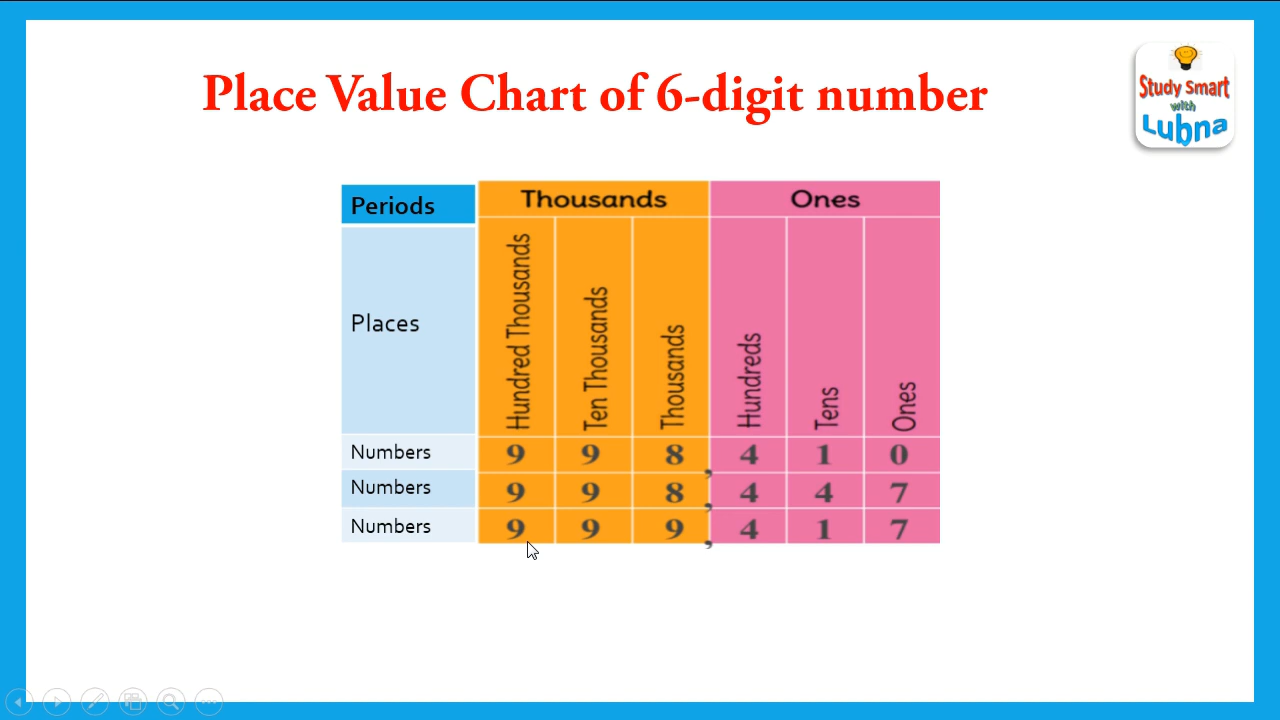 Place Value Chart of 6-digit number
Study Smart
with
Lubna
Periods Thousands Ones
Places Hundred Thousands Ten Thousands Thousands Hundreds Tens Ones
Numbers 9 9 8, 4 1 0
Numbers 9 9 8, 4 4 7
Numbers 9 9 9, 4 1 7